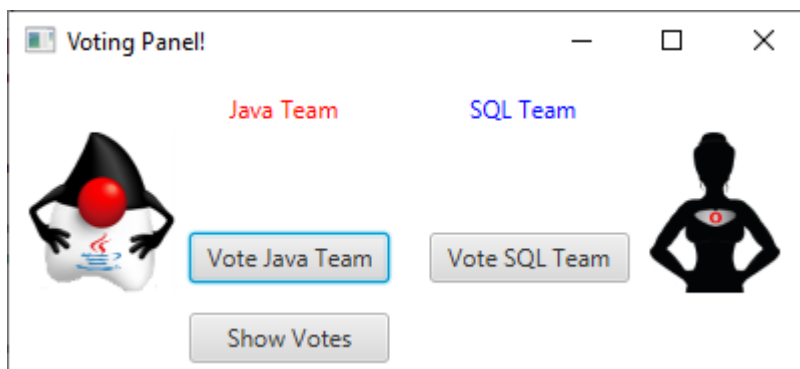 Voting Panel!
Java Team
SQL Team
Vote Java Team
Vote SQL Team
Show Votes